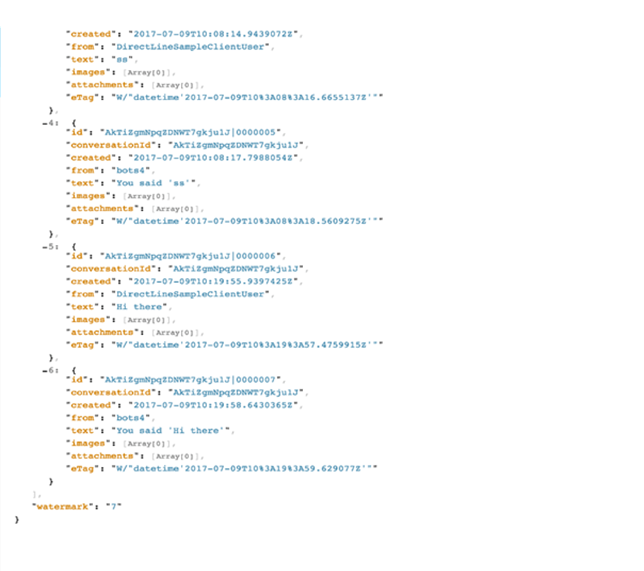 "created": "2017-07-09T10:08:14.9439072Z",
"from": "DirectLineSampleClientUser",
"text": "ss",
"images": [Array[0]],
"attachments": [Array[0]],
"eTag": "W/"datetime'2017-07-09T10%3A08%3A16.6655137Z'""
},
-4: {
"id": "AkTiZgmNpqZDNWT7gkju1J|0000005",
"conversationId": "AkTiZgmNpqZDNWT7gkju1J",
"created": "2017-07-09T10:08:17.7988054Z",
"from": "bots4",
"text": "You said 'ss'",
"images": [Array[0]],
"attachments": [Array[0]],
"eTag": "W/"datetime'2017-07-09T10%3A08%3A18.5609275Z'""
},
-5: {
"id": "AkTiZgmNpqZDNWT7gkju1J|0000006",
"conversationId": "AkTiZgmNpqZDNWT7gkju1J",
"created": "2017-07-09T10:19:55.9397425Z",
"from": "DirectLineSampleClientUser",
"text": "Hi there",
"images": [Array[0]],
"attachments": [Array[0]],
"eTag": "W/"datetime'2017-07-09T10%3A19%3A57.4759915Z'""
},
-6: {
"id": "AkTiZgmNpqZDNWT7gkju1J|0000007",
"conversationId": "AkTiZgmNpqZDNWT7gkju1J",
"created": "2017-07-09T10:19:58.6430365Z",
"from": "bots4",
"text": "You said 'Hi there'",
"images": [Array[0]],
"attachments": [Array[0]],
"eTag": "W/"datetime'2017-07-09T10%3A19%3A59.629077Z'""
}
],
"watermark": "7"
}